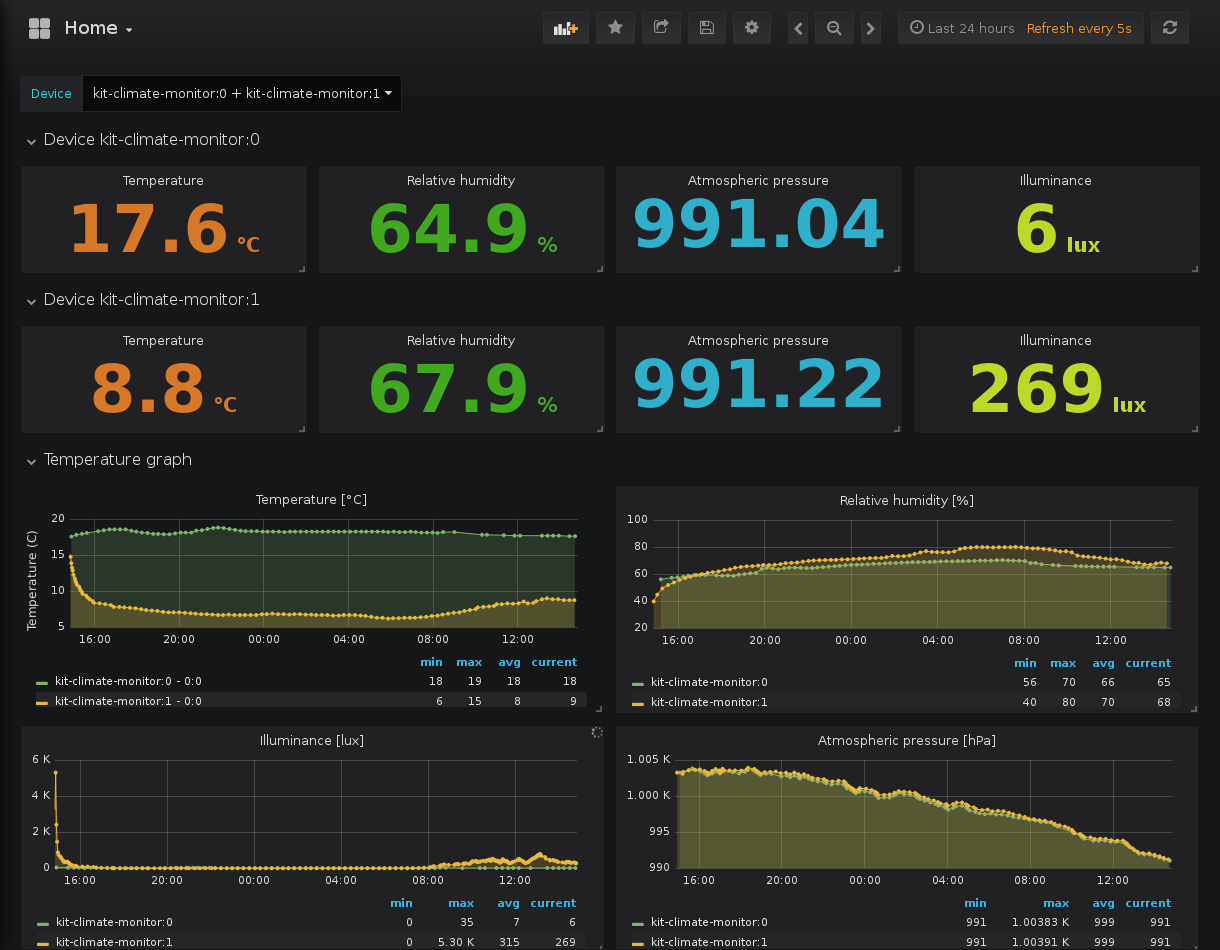 Home
Last 24 hours Refresh every 5s
Device kit-climate-monitor:0 + kit-climate-monitor:1
Device kit-climate-monitor:0
Temperature Relative humidity Atmospheric pressure Illuminance
17.6 °C 64.9 % 991.04 6 lux
Device kit-climate-monitor:1
Temperature Relative humidity Atmospheric pressure Illuminance
8.8 °C 67.9 % 991.22 269 lux
Temperature graph
Temperature [°C]
Temperature (C)
20
15
10
5
16:00 20:00 00:00 04:00 08:00 12:00
min max avg current
kit-climate-monitor:0 - 0:0 18 19 18 18
kit-climate-monitor:1 - 0:0 6 15 8 9
Relative humidity [%]
100
80
60
40
20
16:00 20:00 00:00 04:00 08:00 12:00
min max avg current
kit-climate-monitor:0 56 70 66 65
kit-climate-monitor:1 40 80 70 68
Illuminance [lux]
6 K
4 K
2 K
0
16:00 20:00 00:00 04:00 08:00 12:00
min max avg current
kit-climate-monitor:0 0 35 7 6
kit-climate-monitor:1 0 5.30 K 315 269
Atmospheric pressure [hPa]
1.005 K
1.000 K
995
990
16:00 20:00 00:00 04:00 08:00 12:00
min max avg current
kit-climate-monitor:0 991 1.00383 K 999 991
kit-climate-monitor:1 991 1.00391 K 999 991